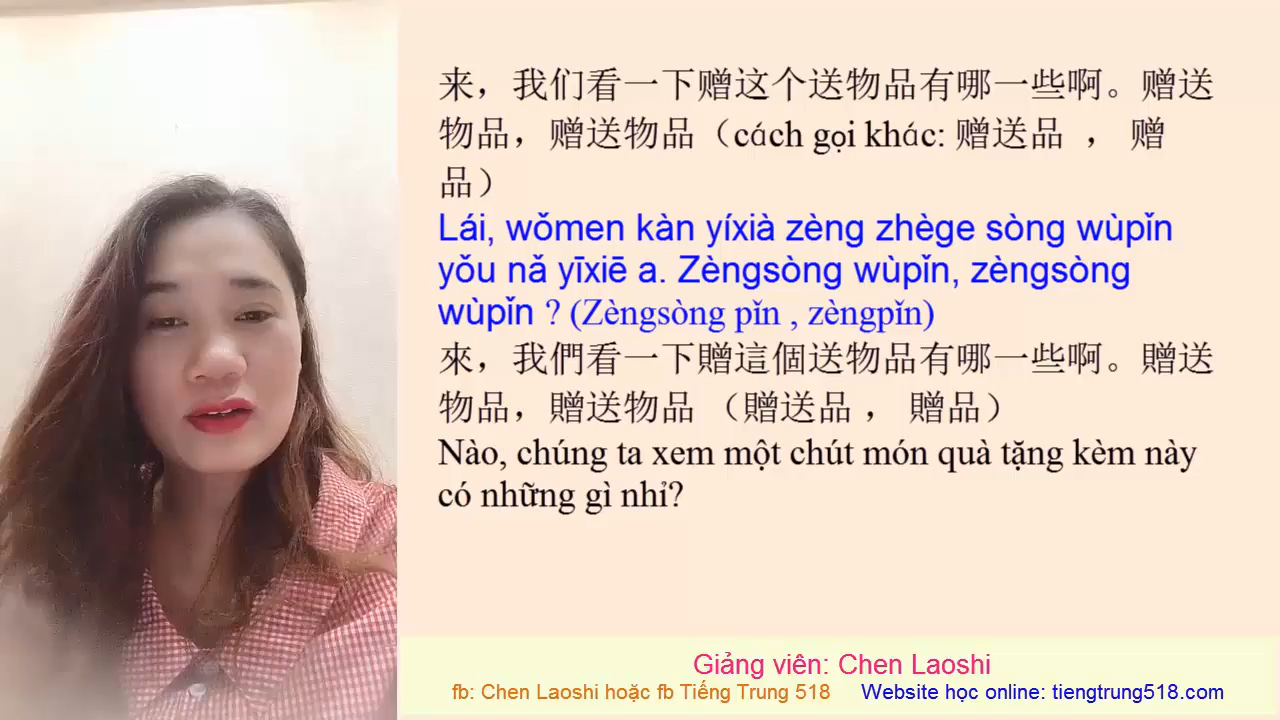 来，我们看一下赠这个送物品有哪一些啊。赠送
物品，赠送物品（cách gọi khác: 赠送品 ， 赠
品）
Lái, wǒmen kàn yíxià zèng zhège sòng wùpǐn
yǒu nǎ yīxiē a. Zèngsòng wùpǐn, zèngsòng
wùpǐn ? (Zèngsòng pǐn , zèngpǐn)
來，我們看一下贈這個送物品有哪一些啊。贈送
物品，贈送物品 （贈送品 ， 贈品）
Nào, chúng ta xem một chút món quà tặng kèm này
có những gì nhỉ?
Giảng viên: Chen Laoshi
fb: Chen Laoshi hoặc fb Tiếng Trung 518 Website học online: tiengtrung518.com